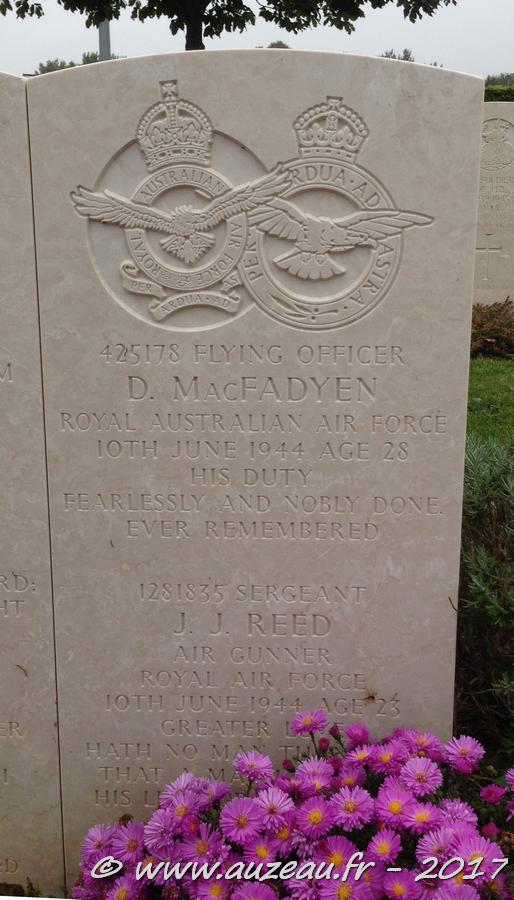 ROYAL AUSTRALIAN AIR FORCE
PER ARDUA AD
PER ARDUA AD ASTRA
425178 FLYING OFFICER
D. MacFADYEN
ROYAL AUSTRALIAN AIR FORCE
10TH JUNE 1944 AGE 28
HIS DUTY
FEARLESSLY AND NOBLY DONE.
EVER REMEMBERED
1281835 SERGEANT
J. J. REED
AIR GUNNER
ROYAL AIR FORCE
10TH JUNE 1944 AGE 23
GREATER
HATH NO MAN
THAT A
HIS
© www.auzeau.fr - 2017